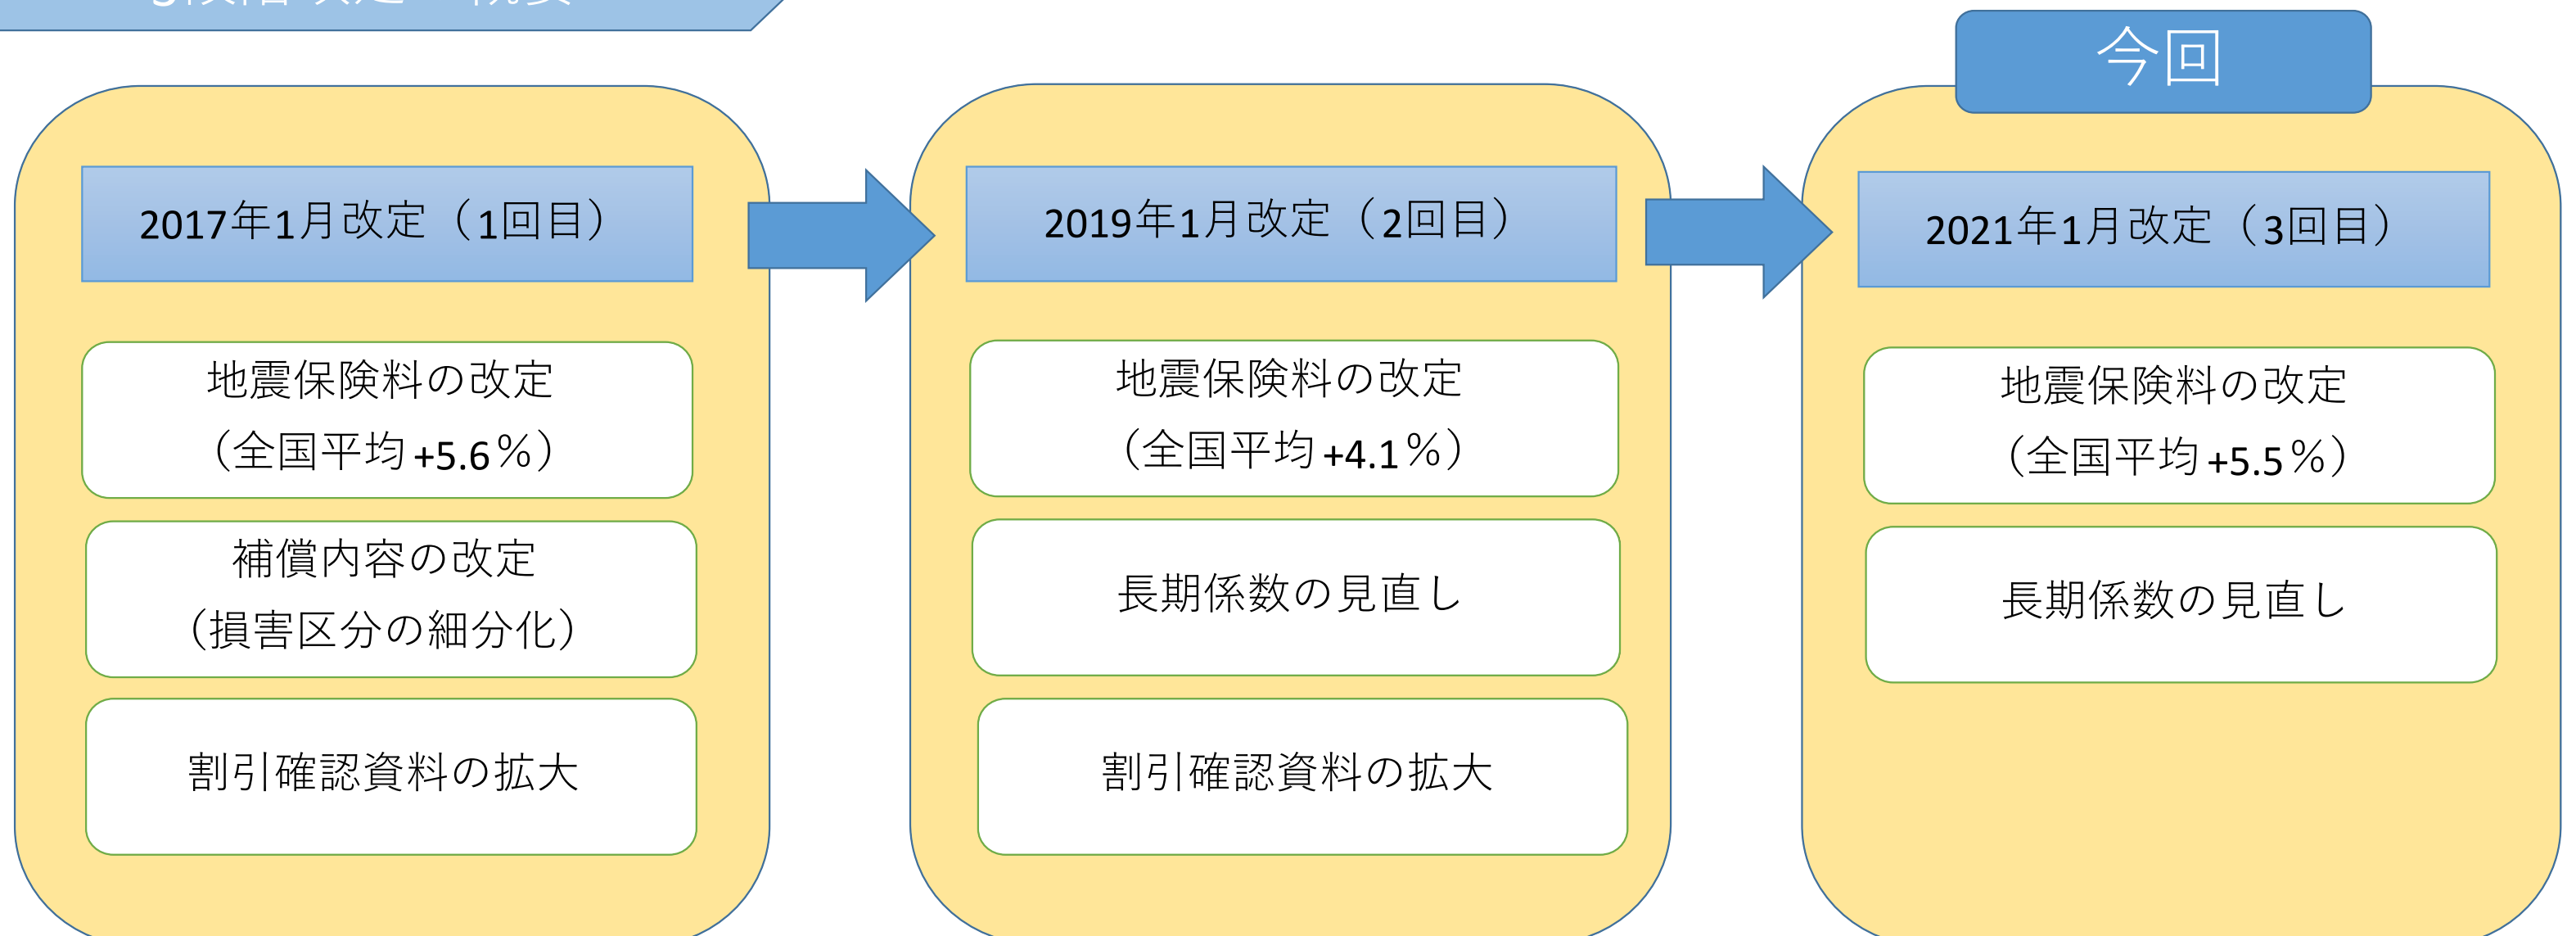 今回
2017年1月改定（1回目）
地震保険料の改定
（全国平均+5.6％）
補償内容の改定
（損害区分の細分化）
割引確認資料の拡大
2019年1月改定（2回目）
地震保険料の改定
（全国平均+4.1％）
長期係数の見直し
割引確認資料の拡大
2021年1月改定（3回目）
地震保険料の改定
（全国平均+5.5％）
長期係数の見直し